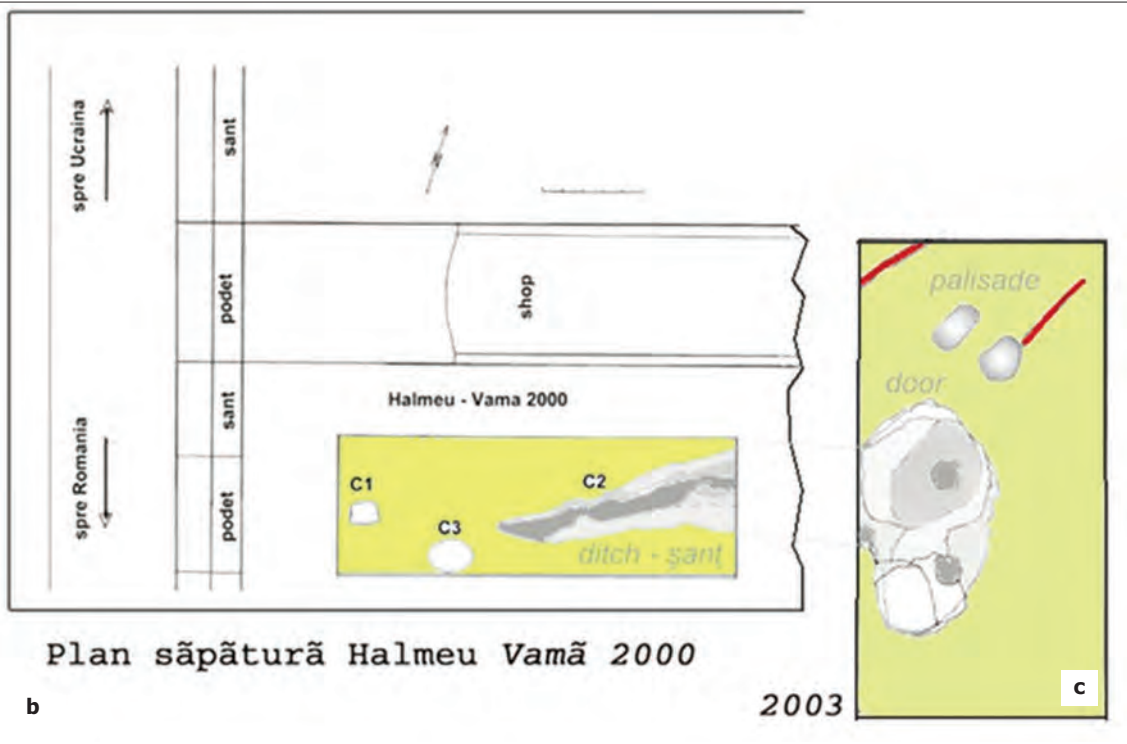 spre Ucraina
sant
podet
shop
sant
podet
spre Romania
N
Halmeu - Vama 2000
C1
C2
C3
ditch - şanţ
Plan sãpãturã Halmeu Vamã 2000
b
palisade
door
2003
c